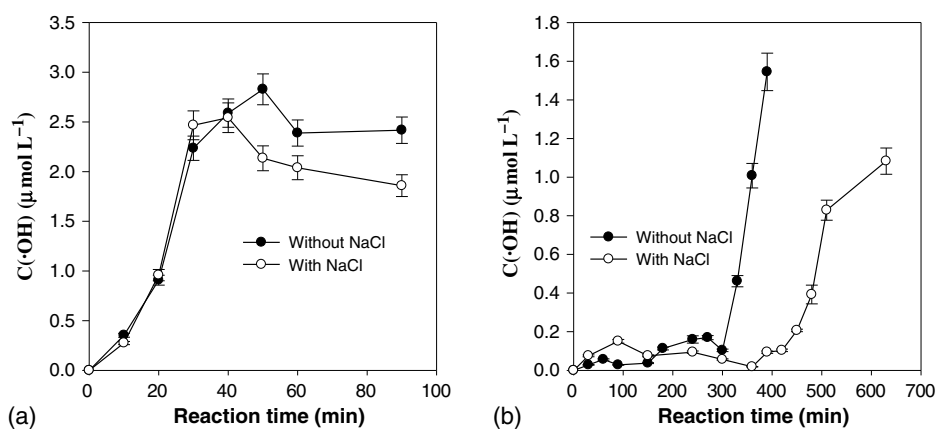 3.5
3.0
2.5
2.0
1.5
1.0
0.5
0.0
C(·OH) (μmol L⁻¹)
Without NaCl
With NaCl
0 20 40 60 80 100
Reaction time (min)
(a)
1.8
1.6
1.4
1.2
1.0
0.8
0.6
0.4
0.2
0.0
C(·OH) (μmol L⁻¹)
Without NaCl
With NaCl
0 100 200 300 400 500 600 700
Reaction time (min)
(b)